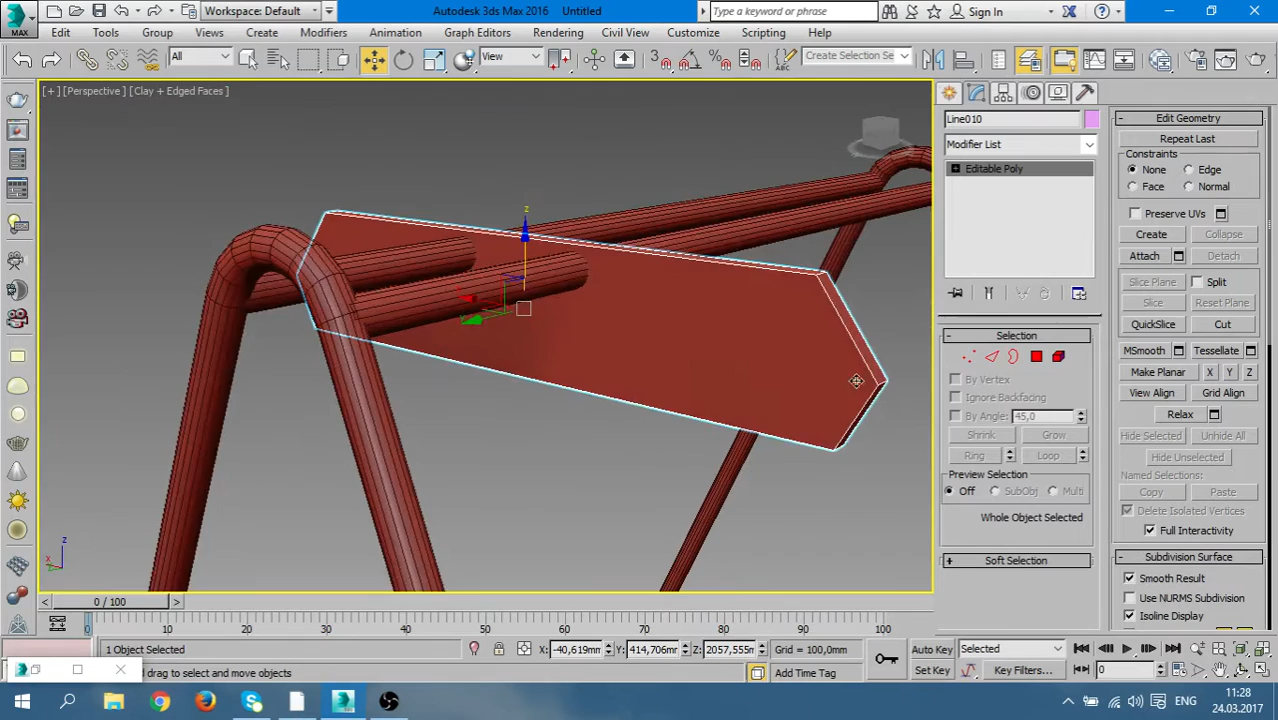 MAX
Workspace: Default
Autodesk 3ds Max 2016 Untitled
Type a keyword or phrase
Sign In
Edit Tools Group Views Create Modifiers Animation Graph Editors Rendering Civil View Customize Scripting Help
All
View
3
%
ABC
Create Selection Se
[+] [Perspective] [Clay + Edged Faces]
z
z
x
Line010
Modifier List
Editable Poly
Selection
By Vertex
Ignore Backfacing
By Angle: 45,0
Shrink Grow
Ring Loop
Preview Selection
Off SubObj Multi
Whole Object Selected
Soft Selection
Edit Geometry
Repeat Last
Constraints
None Edge
Face Normal
Preserve UVs
Create Collapse
Attach Detach
Slice Plane Split
Slice Reset Plane
QuickSlice Cut
MSmooth Tessellate
Make Planar X Y Z
View Align Grid Align
Relax
Hide Selected Unhide All
Hide Unselected
Named Selections:
Copy Paste
Delete Isolated Vertices
Full Interactivity
Subdivision Surface
Smooth Result
Use NURMS Subdivision
Isoline Display
0 / 100
0 10 20 30 40 50 60 70 80 90 100
1 Object Selected
X: -40,619mm Y: 414,706mm Z: 2057,555m
Grid = 100,0mm
Auto Key Selected
d drag to select and move objects
Add Time Tag
Set Key Key Filters...
0
ENG
11:28
24.03.2017